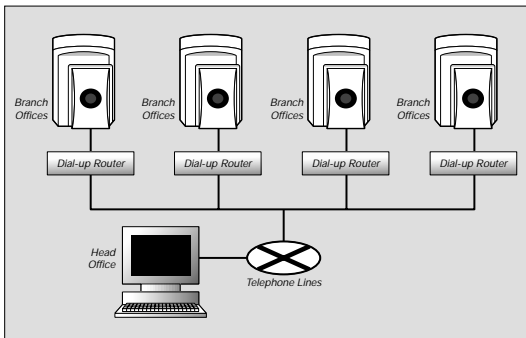 Branch
Offices
Branch
Offices
Branch
Offices
Branch
Offices
Dial-up Router
Dial-up Router
Dial-up Router
Dial-up Router
Head
Office
Telephone Lines